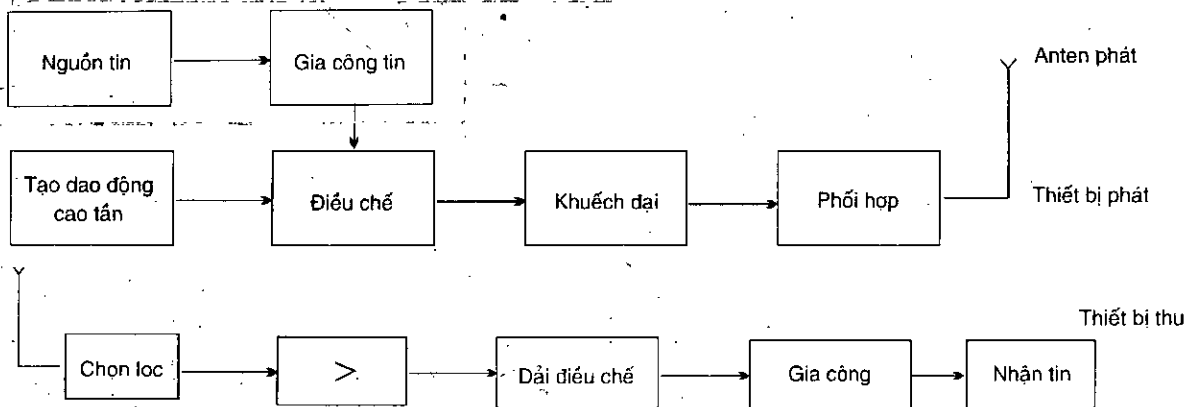 Nguồn tin
Gia công tin
Anten phát
Tạo dao động
cao tần
Điều chế
Khuếch đại
Phối hợp
Thiết bị phát
Thiết bị thu
Chọn loc
>
Dải điều chế
Gia công
Nhận tin